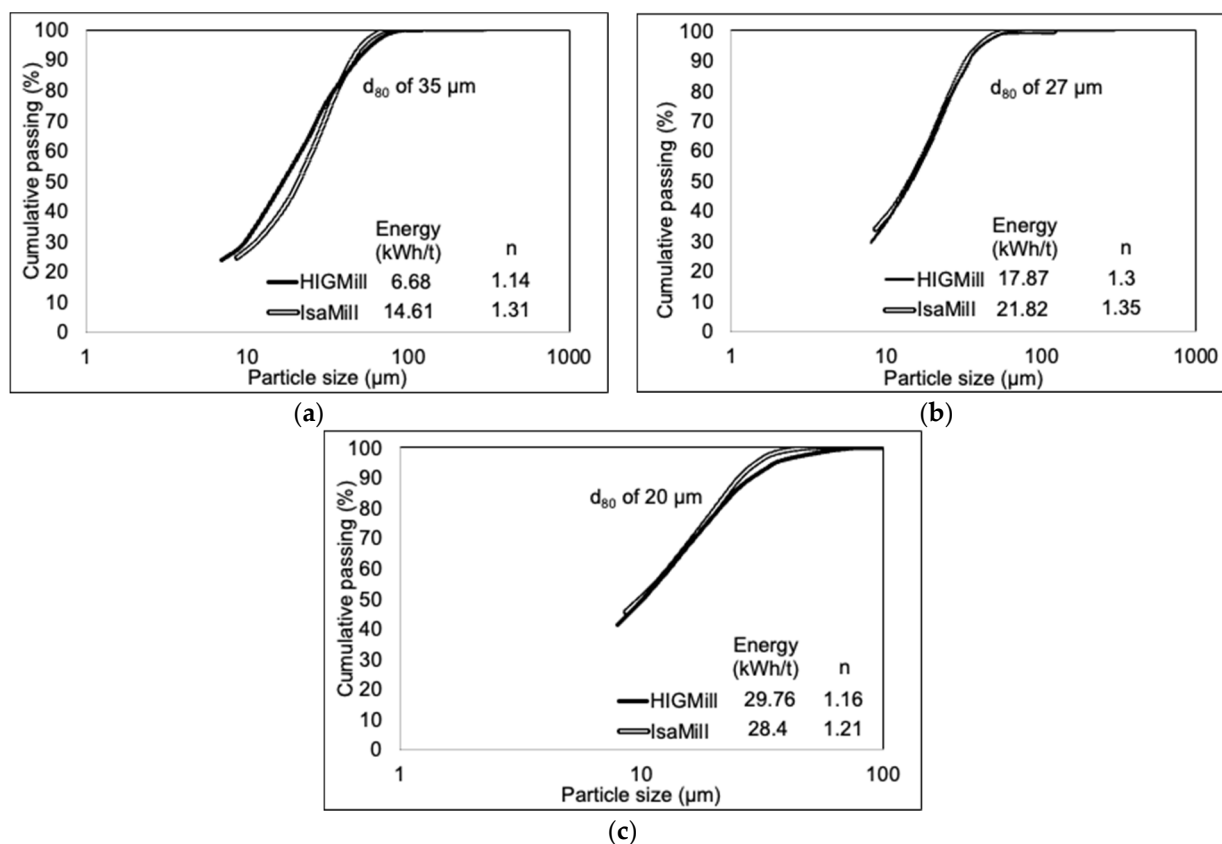 100
90
80
70
60
50
40
30
20
10
0
Cumulative passing (%)
d80 of 35 µm
Energy
(kWh/t) n
HIGMill 6.68 1.14
IsaMill 14.61 1.31
1 10 100 1000
Particle size (µm)
(a)
100
90
80
70
60
50
40
30
20
10
0
Cumulative passing (%)
d80 of 27 µm
Energy
(kWh/t) n
HIGMill 17.87 1.3
IsaMill 21.82 1.35
1 10 100 1000
Particle size (µm)
(b)
100
90
80
70
60
50
40
30
20
10
0
Cumulative passing (%)
d80 of 20 µm
Energy
(kWh/t) n
HIGMill 29.76 1.16
IsaMill 28.4 1.21
1 10 100
Particle size (µm)
(c)